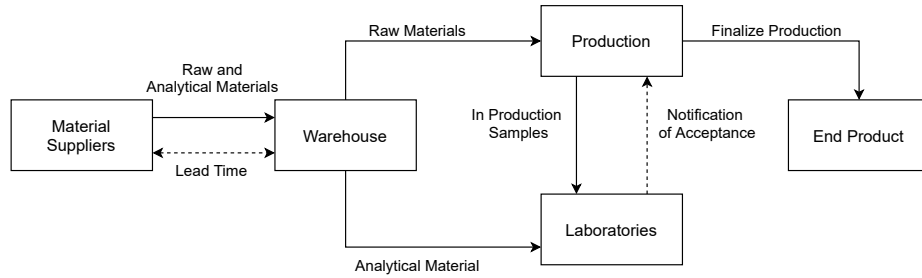 Raw Materials
Production
Finalize Production
Raw and
Analytical Materials
Material
Suppliers
Warehouse
In Production
Samples
Notification
of Acceptance
End Product
Lead Time
Laboratories
Analytical Material